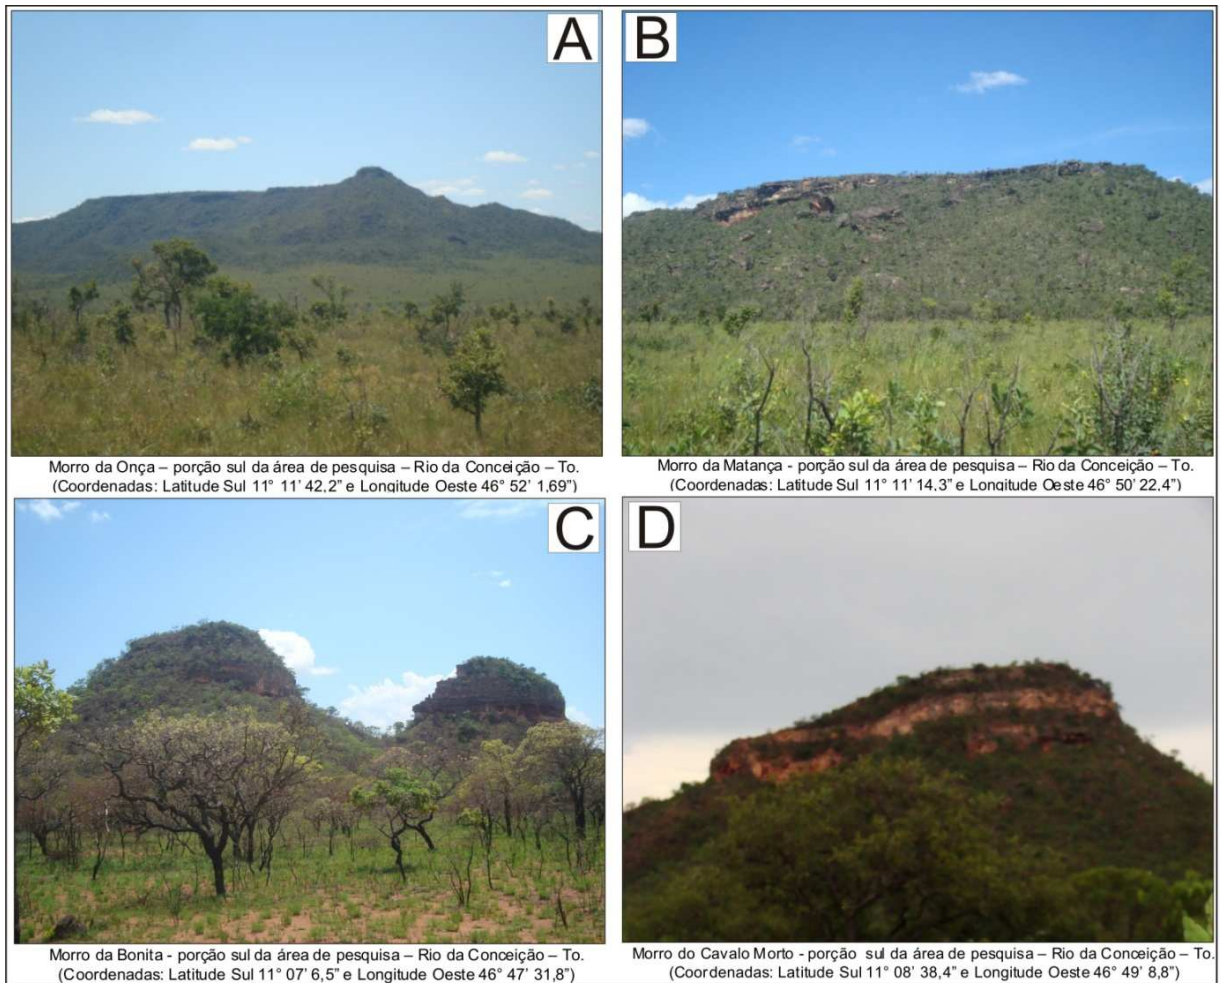 A
B
Morro da Onça – porção sul da área de pesquisa – Rio da Conceição – To.
(Coordenadas: Latitude Sul 11° 11' 42,2" e Longitude Oeste 46° 52' 1,69")
Morro da Matança - porção sul da área de pesquisa – Rio da Conceição – To.
(Coordenadas: Latitude Sul 11° 11' 14,3" e Longitude Oeste 46° 50' 22,4")
C
D
Morro da Bonita - porção sul da área de pesquisa – Rio da Conceição – To.
(Coordenadas: Latitude Sul 11° 07' 6,5" e Longitude Oeste 46° 47' 31,8")
Morro do Cavalo Morto - porção sul da área de pesquisa – Rio da Conceição – To.
(Coordenadas: Latitude Sul 11° 08' 38,4" e Longitude Oeste 46° 49' 8,8")